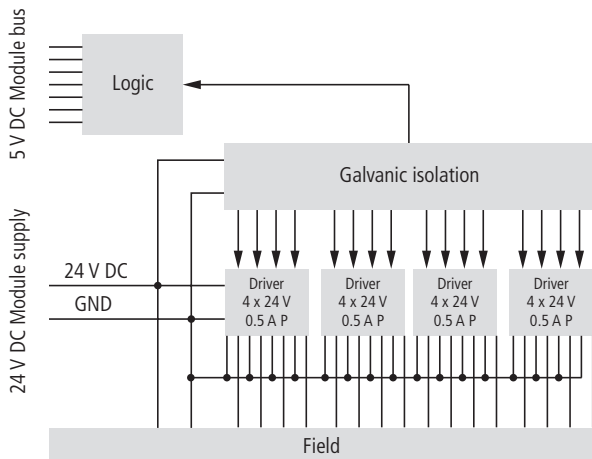 5 V DC Module bus
Logic
Galvanic isolation
24 V DC Module supply
24 V DC
GND
Driver
4 x 24 V
0.5 A P
Driver
4 x 24 V
0.5 A P
Driver
4 x 24 V
0.5 A P
Driver
4 x 24 V
0.5 A P
Field